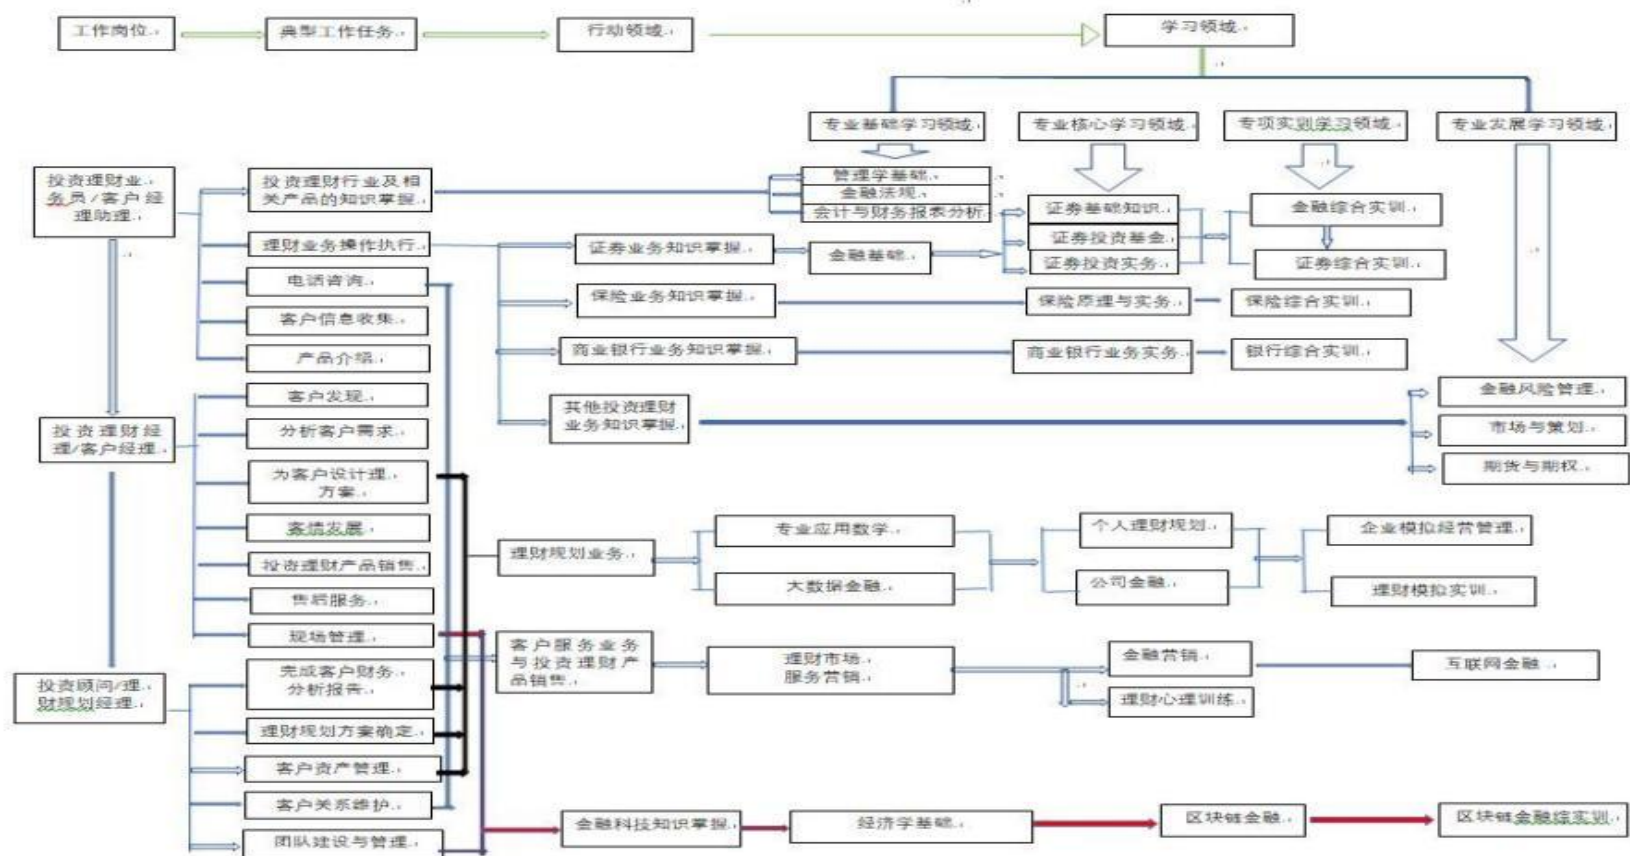 工作岗位
典型工作任务
行动领域
学习领域
专业基础学习领域
专业核心学习领域
专项实训学习领域
专业发展学习领域
投资理财业
务员/客户经
理助理
投资理财行业及相
关产品的知识掌握
管理学基础
金融法规
会计与财务报表分析
证券基础知识
金融综合实训
理财业务操作执行
证券业务知识掌握
金融基础
证券投资基金
证券投资实务
证券综合实训
电话咨询
保险业务知识掌握
保险原理与实务
保险综合实训
客户信息收集
产品介绍
商业银行业务知识掌握
商业银行业务实务
银行综合实训
客户发现
其他投资理财
业务知识掌握
金融风险管理
市场与策划
期货与期权
投资理财经
理/客户经理
分析客户需求
为客户设计理
方案
客情发展
投资理财产品销售
售后服务
现场管理
理财规划业务
专业应用数学
大数据金融
个人理财规划
公司金融
企业模拟经营管理
理财模拟实训
客户服务业务
与投资理财产
品销售
理财市场
服务营销
金融营销
理财心理训练
互联网金融
投资顾问/理
财规划经理
完成客户财务
分析报告
理财规划方案确定
客户资产管理
客户关系维护
团队建设与管理
金融科技知识掌握
经济学基础
区块链金融
区块链金融综实训